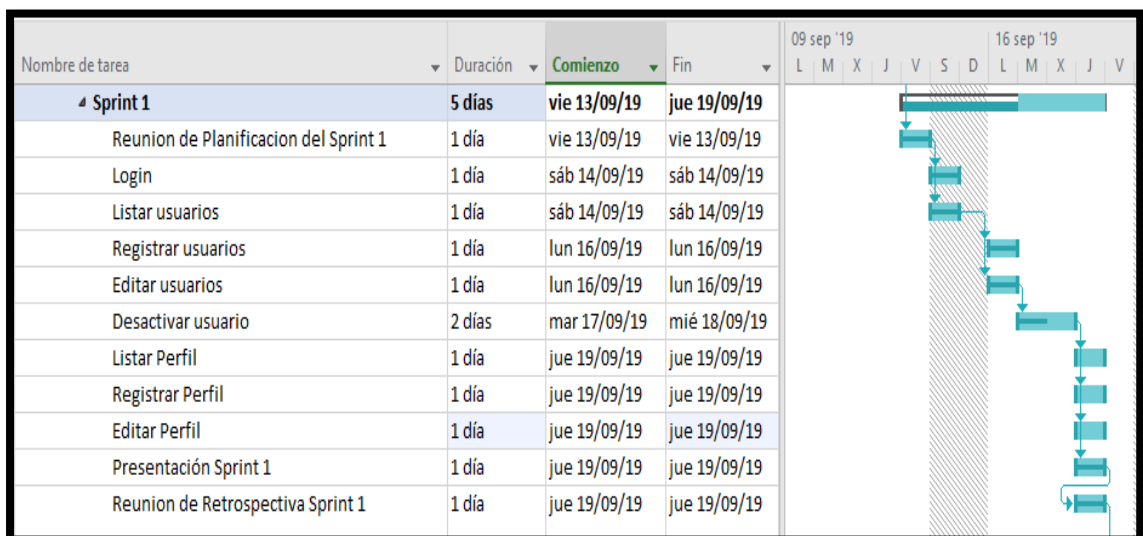 09 sep '19 16 sep '19
Nombre de tarea Duración Comienzo Fin L M X J V S D L M X J V
Sprint 1 5 días vie 13/09/19 jue 19/09/19
Reunion de Planificacion del Sprint 1 1 día vie 13/09/19 vie 13/09/19
Login 1 día sáb 14/09/19 sáb 14/09/19
Listar usuarios 1 día sáb 14/09/19 sáb 14/09/19
Registrar usuarios 1 día lun 16/09/19 lun 16/09/19
Editar usuarios 1 día lun 16/09/19 lun 16/09/19
Desactivar usuario 2 días mar 17/09/19 mié 18/09/19
Listar Perfil 1 día jue 19/09/19 jue 19/09/19
Registrar Perfil 1 día jue 19/09/19 jue 19/09/19
Editar Perfil 1 día jue 19/09/19 jue 19/09/19
Presentación Sprint 1 1 día jue 19/09/19 jue 19/09/19
Reunion de Retrospectiva Sprint 1 1 día jue 19/09/19 jue 19/09/19